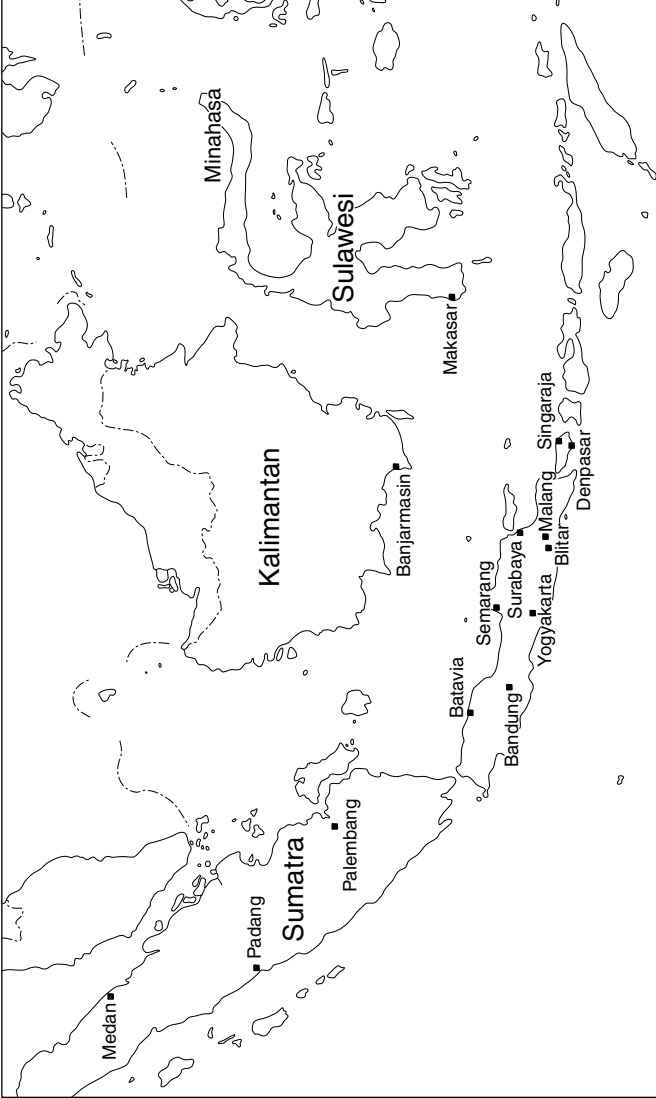 Medan
Padang
Sumatra
Palembang
Batavia
Bandung
Semarang
Yogyakarta
Surabaya
Malang
Blitar
Singaraja
Denpasar
Kalimantan
Banjarmasin
Minahasa
Sulawesi
Makasar